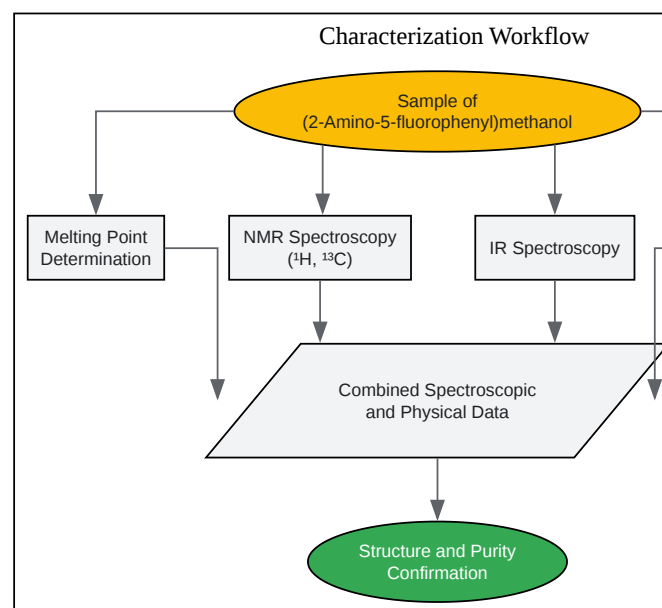 Characterization Workflow
Sample of
(2-Amino-5-fluorophenyl)methanol
Melting Point
Determination
NMR Spectroscopy
(¹H, ¹³C)
IR Spectroscopy
Combined Spectroscopic
and Physical Data
Structure and Purity
Confirmation